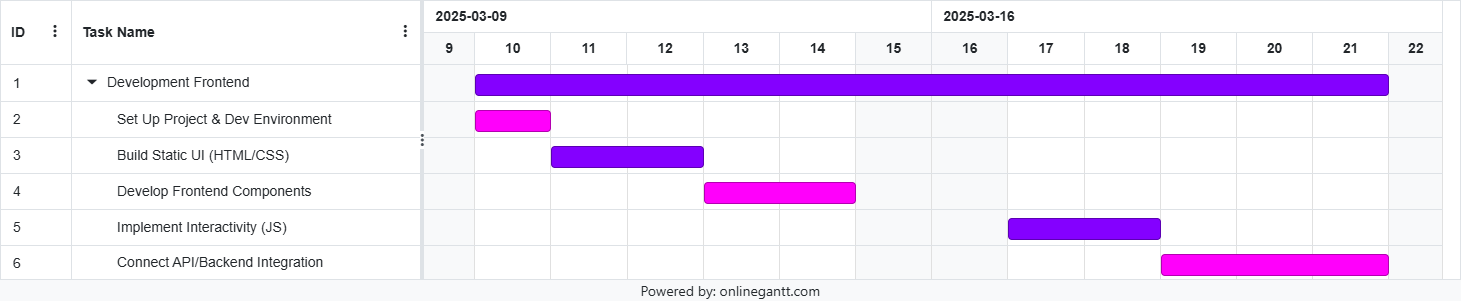 ID Task Name 2025-03-09 2025-03-16
9 10 11 12 13 14 15 16 17 18 19 20 21 22
1 Development Frontend
2 Set Up Project & Dev Environment
3 Build Static UI (HTML/CSS)
4 Develop Frontend Components
5 Implement Interactivity (JS)
6 Connect API/Backend Integration
Powered by: onlinegantt.com